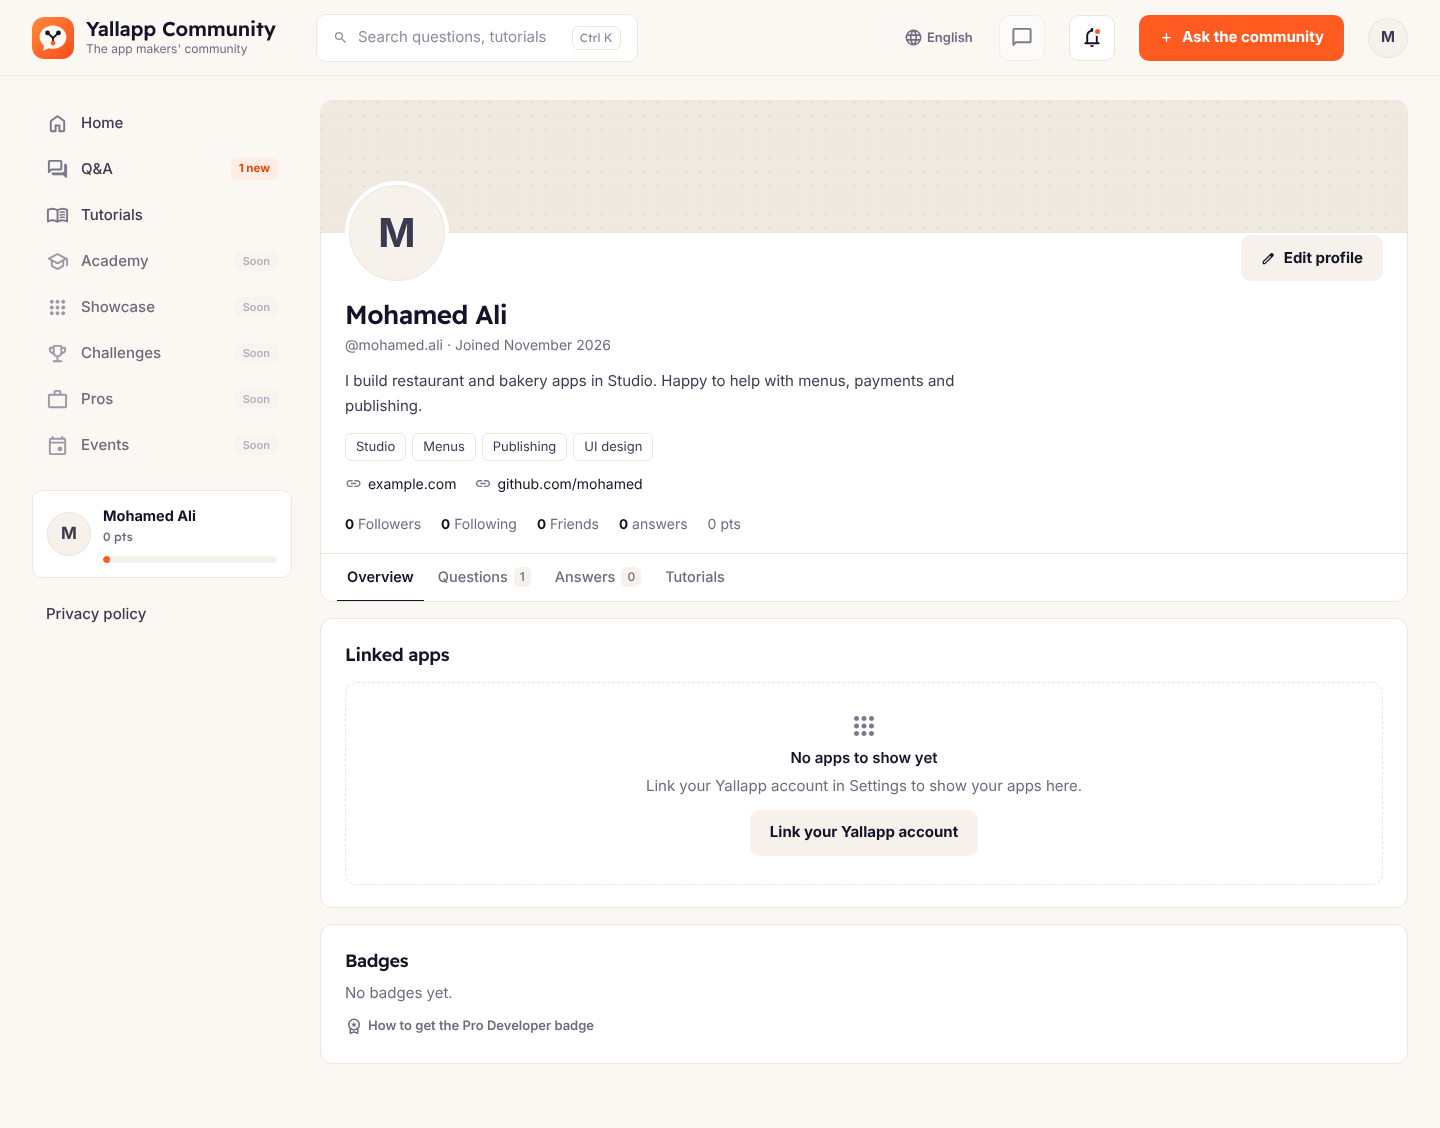 Yallapp Community
The app makers' community
Search questions, tutorials
Ctrl K
English
+ Ask the community
M
Home
Q&A
1 new
Tutorials
Academy
Soon
Showcase
Soon
Challenges
Soon
Pros
Soon
Events
Soon
M
Mohamed Ali
0 pts
Privacy policy
M
Edit profile
Mohamed Ali
@mohamed.ali · Joined November 2026
I build restaurant and bakery apps in Studio. Happy to help with menus, payments and
publishing.
Studio
Menus
Publishing
UI design
example.com
github.com/mohamed
0 Followers
0 Following
0 Friends
0 answers
0 pts
Overview
Questions 1
Answers 0
Tutorials
Linked apps
No apps to show yet
Link your Yallapp account in Settings to show your apps here.
Link your Yallapp account
Badges
No badges yet.
How to get the Pro Developer badge